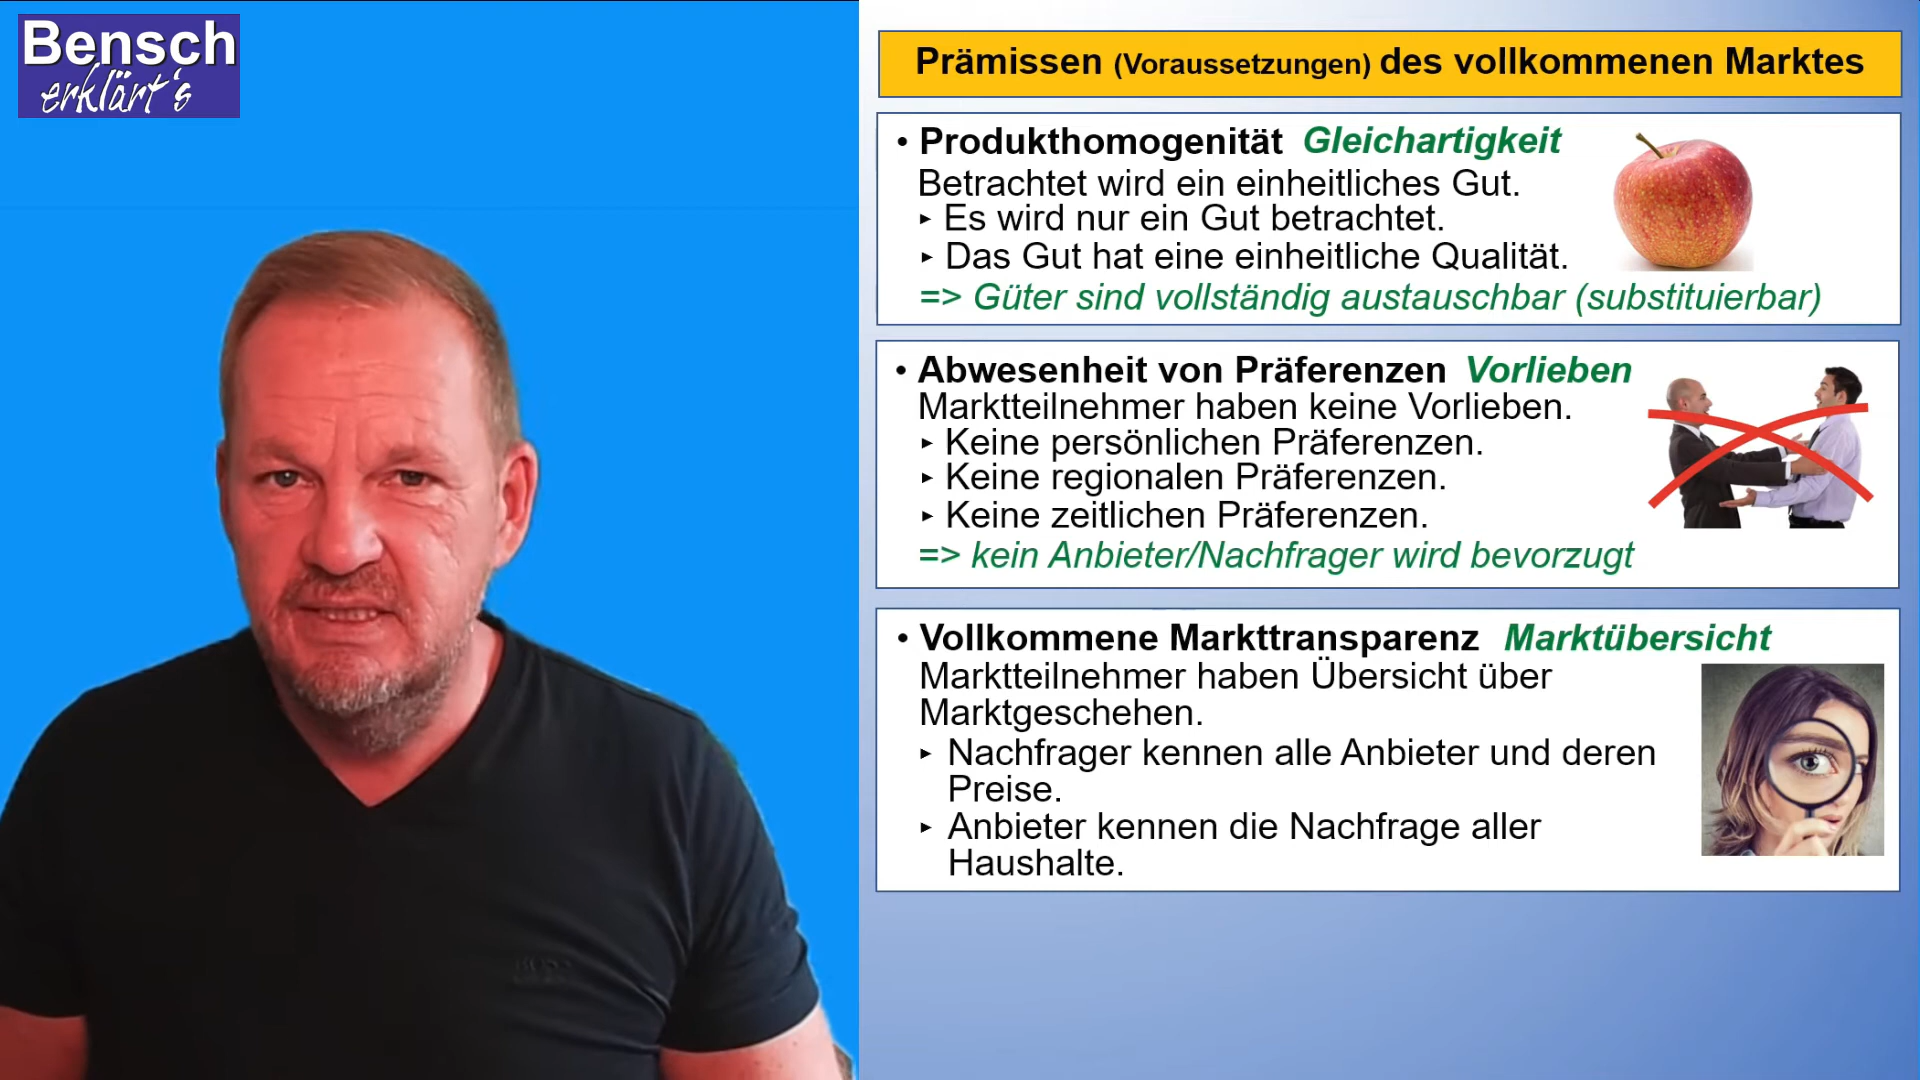 Bensch
erklärt's
Prämissen (Voraussetzungen) des vollkommenen Marktes
• Produkthomogenität Gleichartigkeit
Betrachtet wird ein einheitliches Gut.
▸ Es wird nur ein Gut betrachtet.
▸ Das Gut hat eine einheitliche Qualität.
=> Güter sind vollständig austauschbar (substituierbar)
• Abwesenheit von Präferenzen Vorlieben
Marktteilnehmer haben keine Vorlieben.
▸ Keine persönlichen Präferenzen.
▸ Keine regionalen Präferenzen.
▸ Keine zeitlichen Präferenzen.
=> kein Anbieter/Nachfrager wird bevorzugt
• Vollkommene Markttransparenz Marktübersicht
Marktteilnehmer haben Übersicht über
Marktgeschehen.
▸ Nachfrager kennen alle Anbieter und deren
Preise.
▸ Anbieter kennen die Nachfrage aller
Haushalte.